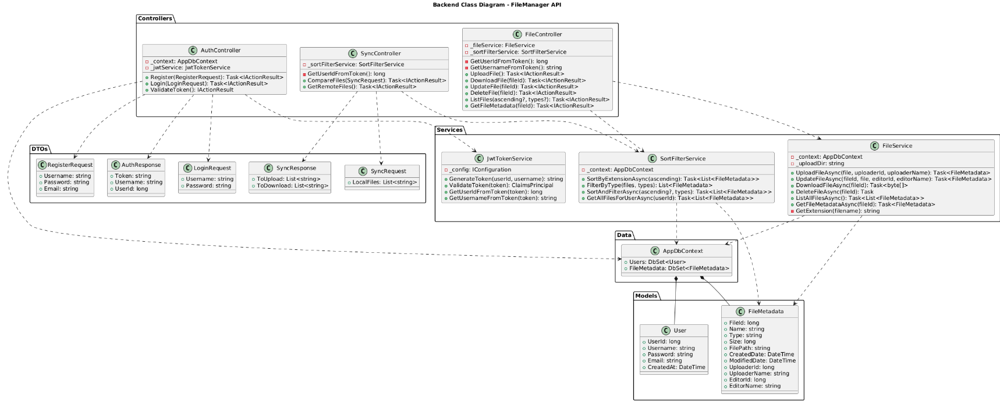 Backend Class Diagram - FileManager API
Controllers
C AuthController
_context: AppDbContext
_jwtService: JwtTokenService
Register(RegisterRequest): Task<IActionResult>
Login(LoginRequest): Task<IActionResult>
ValidateToken(): IActionResult
C SyncController
_sortFilterService: SortFilterService
GetUserIdFromToken(): long
CompareFiles(SyncRequest): Task<IActionResult>
GetRemoteFiles(): Task<IActionResult>
C FileController
_fileService: FileService
_sortFilterService: SortFilterService
GetUserIdFromToken(): long
GetUsernameFromToken(): string
UploadFile(): Task<IActionResult>
DownloadFile(fileId): Task<IActionResult>
UpdateFile(fileId): Task<IActionResult>
DeleteFile(fileId): Task<IActionResult>
ListFiles(ascending?, types?): Task<IActionResult>
GetFileMetadata(fileId): Task<IActionResult>
DTOs
C RegisterRequest
Username: string
Password: string
Email: string
C AuthResponse
Token: string
Username: string
UserId: long
C LoginRequest
Username: string
Password: string
C SyncResponse
ToUpload: List<string>
ToDownload: List<string>
C SyncRequest
LocalFiles: List<string>
Services
C JwtTokenService
_config: IConfiguration
GenerateToken(userId, username): string
ValidateToken(token): ClaimsPrincipal
GetUserIdFromToken(token): long
GetUsernameFromToken(token): string
C SortFilterService
_context: AppDbContext
SortByExtensionAsync(ascending): Task<List<FileMetadata>>
FilterByType(files, types): List<FileMetadata>
SortAndFilterAsync(ascending?, types): Task<List<FileMetadata>>
GetAllFilesForUserAsync(userId): Task<List<FileMetadata>>
C FileService
_context: AppDbContext
_uploadDir: string
UploadFileAsync(file, uploaderId, uploaderName): Task<FileMetadata>
UpdateFileAsync(fileId, file, editorId, editorName): Task<FileMetadata>
DownloadFileAsync(fileId): Task<byte[]>
DeleteFileAsync(fileId): Task
ListAllFilesAsync(): Task<List<FileMetadata>>
GetFileMetadataAsync(fileId): Task<FileMetadata>
GetExtension(filename): string
Data
C AppDbContext
Users: DbSet<User>
FileMetadata: DbSet<FileMetadata>
Models
C User
UserId: long
Username: string
Password: string
Email: string
CreatedAt: DateTime
C FileMetadata
FileId: long
Name: string
Type: string
Size: long
FilePath: string
CreatedDate: DateTime
ModifiedDate: DateTime
UploaderId: long
UploaderName: string
EditorId: long
EditorName: string